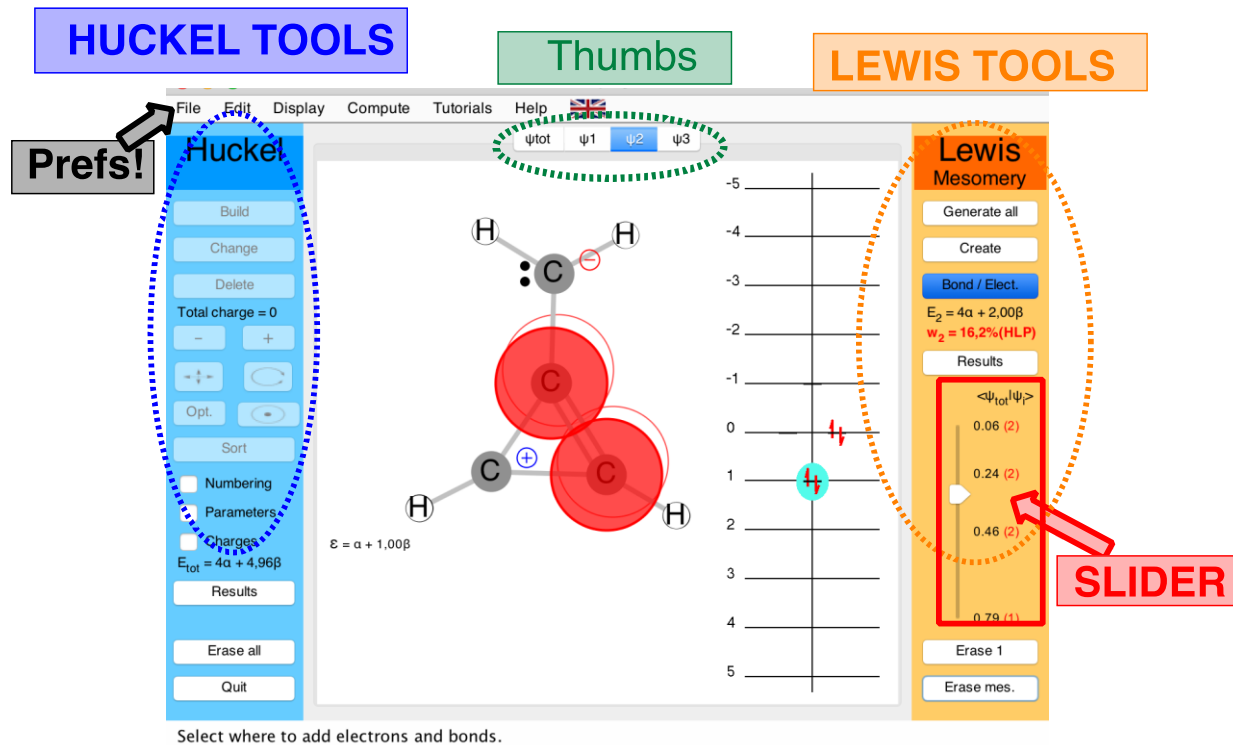 HUCKEL TOOLS
Thumbs
LEWIS TOOLS
File Edit Display Compute Tutorials Help
Prefs!
Huckel
Build
Change
Delete
Total charge = 0
- +
Opt.
Sort
Numbering
Parameters
Charges
Etot = 4α + 4,96β
Results
Erase all
Quit
ψtot ψ1 ψ2 ψ3
H H
C
C
C C
H H
ε = α + 1,00β
-5
-4
-3
-2
-1
0
1
2
3
4
5
Lewis
Mesomery
Generate all
Create
Bond / Elect.
E2 = 4α + 2,00β
w2 = 16,2%(HLP)
Results
<ψtot|ψi>
0.06 (2)
0.24 (2)
0.46 (2)
0.79 (1)
SLIDER
Erase 1
Erase mes.
Select where to add electrons and bonds.